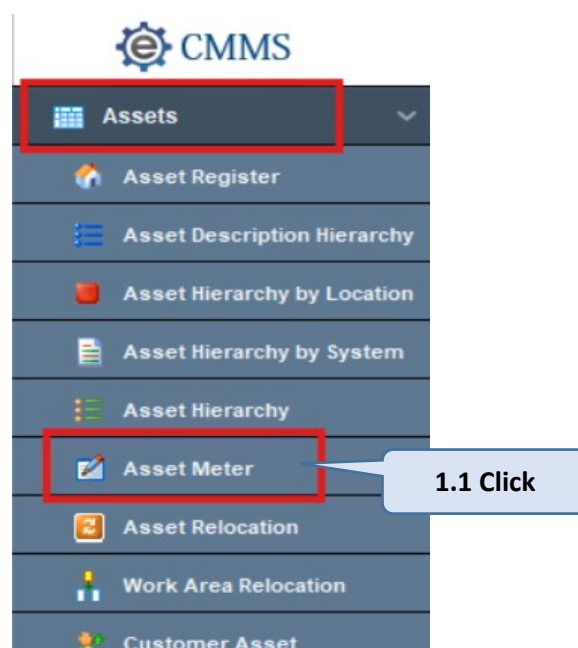 e CMMS
Assets
Asset Register
Asset Description Hierarchy
Asset Hierarchy by Location
Asset Hierarchy by System
Asset Hierarchy
Asset Meter
1.1 Click
Asset Relocation
Work Area Relocation
Customer Asset